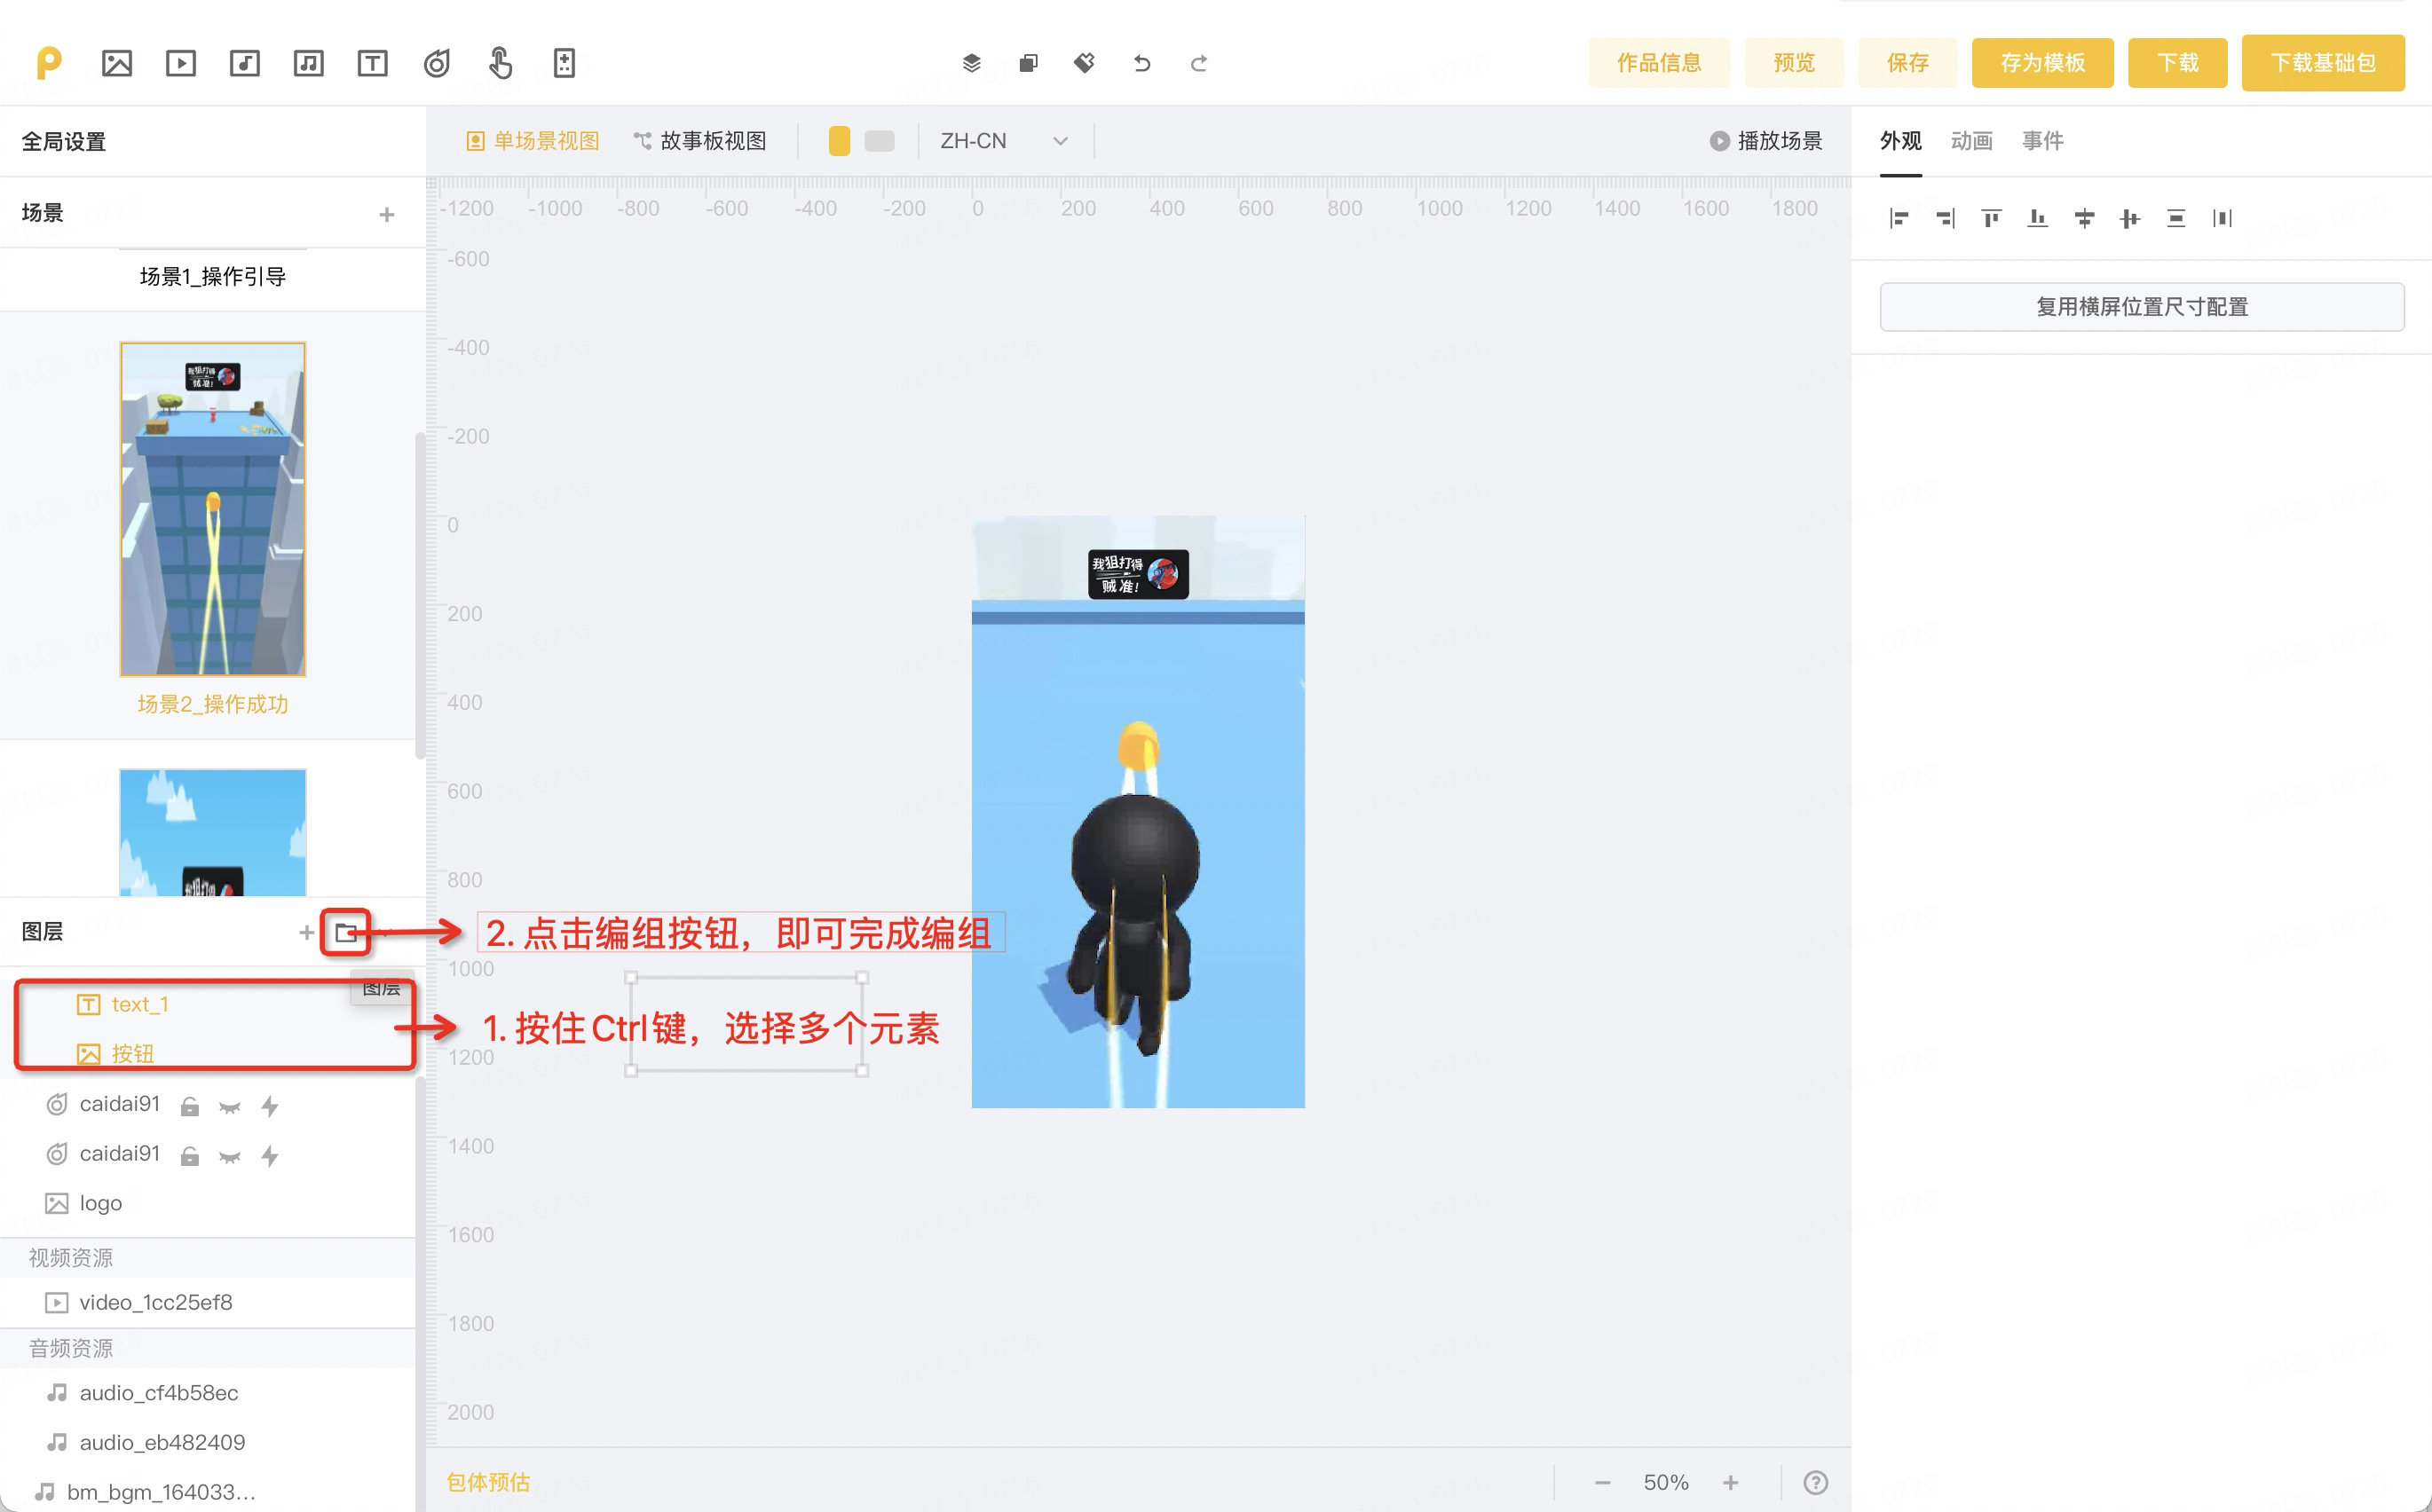 作品信息 预览 保存 存为模板 下载 下载基础包
全局设置
单场景视图 故事板视图 ZH-CN 播放场景
外观 动画 事件
场景
-1200 -1000 -800 -600 -400 -200 0 200 400 600 800 1000 1200 1400 1600 1800
-600
-400
-200
0
200
400
600
800
1000
1200
1400
1600
1800
2000
复用横屏位置尺寸配置
场景1_操作引导
我狙打得
贼准!
场景2_操作成功
我狙打得
贼准!
图层
2. 点击编组按钮，即可完成编组
图层
text_1
1. 按住Ctrl键，选择多个元素
按钮
caidai91
caidai91
logo
视频资源
video_1cc25ef8
音频资源
audio_cf4b58ec
audio_eb482409
bm_bgm_164033...
包体预估
50%